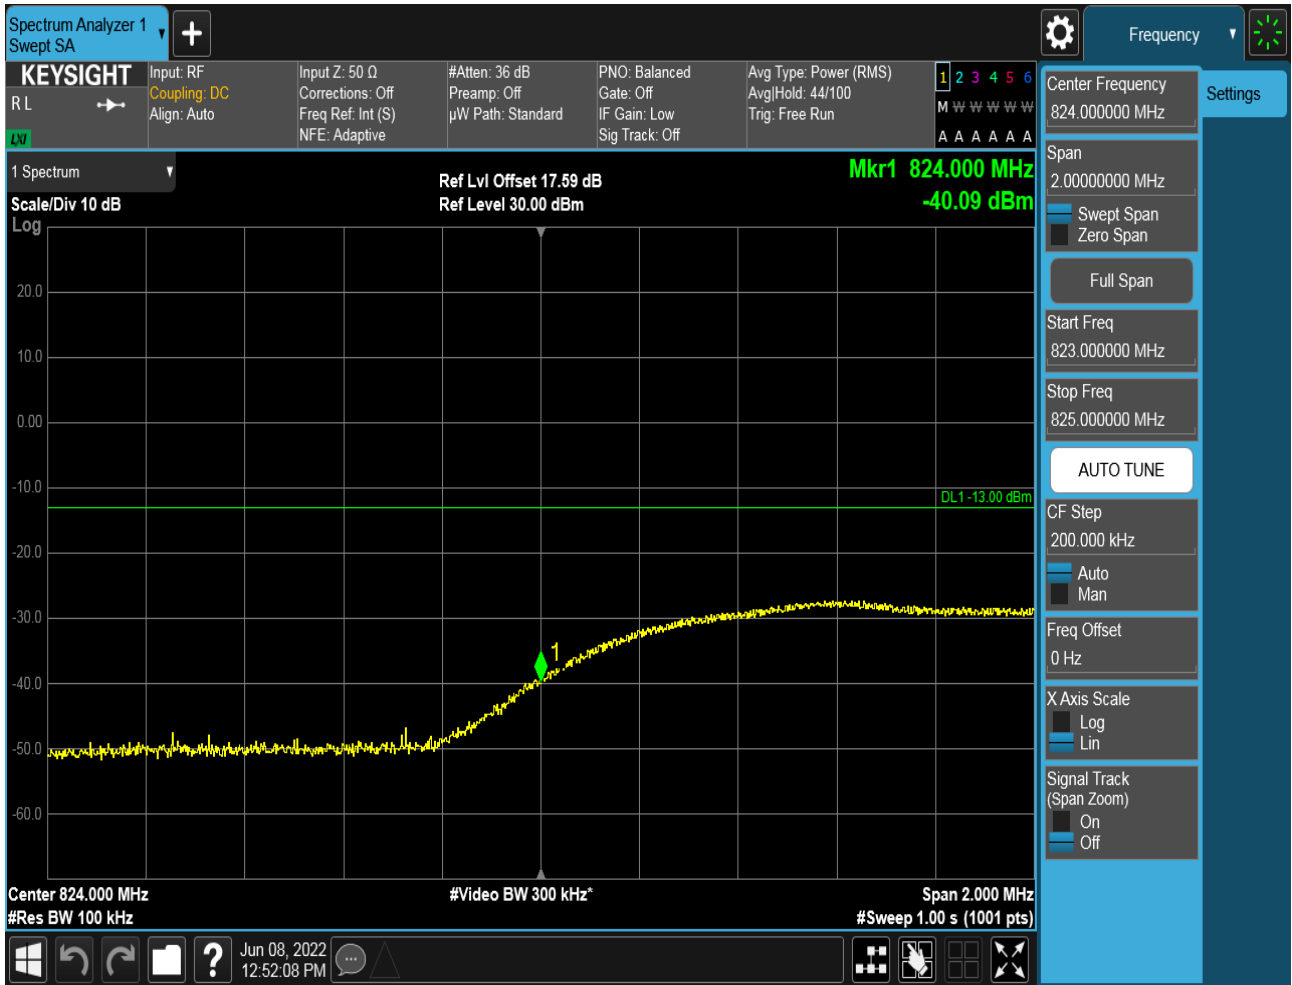 Spectrum Analyzer 1
Swept SA
Frequency
KEYSIGHT
R L
LXI
Input: RF
Coupling: DC
Align: Auto
Input Z: 50 Ω
Corrections: Off
Freq Ref: Int (S)
NFE: Adaptive
#Atten: 36 dB
Preamp: Off
µW Path: Standard
PNO: Balanced
Gate: Off
IF Gain: Low
Sig Track: Off
Avg Type: Power (RMS)
Avg|Hold: 44/100
Trig: Free Run
1 2 3 4 5 6
M W W W W W
A A A A A A
1 Spectrum
Scale/Div 10 dB
Log
Ref Lvl Offset 17.59 dB
Ref Level 30.00 dBm
Mkr1 824.000 MHz
-40.09 dBm
20.0
10.0
0.00
-10.0
DL1 -13.00 dBm
-20.0
-30.0
1
-40.0
-50.0
-60.0
Center 824.000 MHz
#Res BW 100 kHz
#Video BW 300 kHz*
Span 2.000 MHz
#Sweep 1.00 s (1001 pts)
?
Jun 08, 2022
12:52:08 PM
Center Frequency
824.000000 MHz
Span
2.00000000 MHz
Swept Span
Zero Span
Full Span
Start Freq
823.000000 MHz
Stop Freq
825.000000 MHz
AUTO TUNE
CF Step
200.000 kHz
Auto
Man
Freq Offset
0 Hz
X Axis Scale
Log
Lin
Signal Track
(Span Zoom)
On
Off
Settings